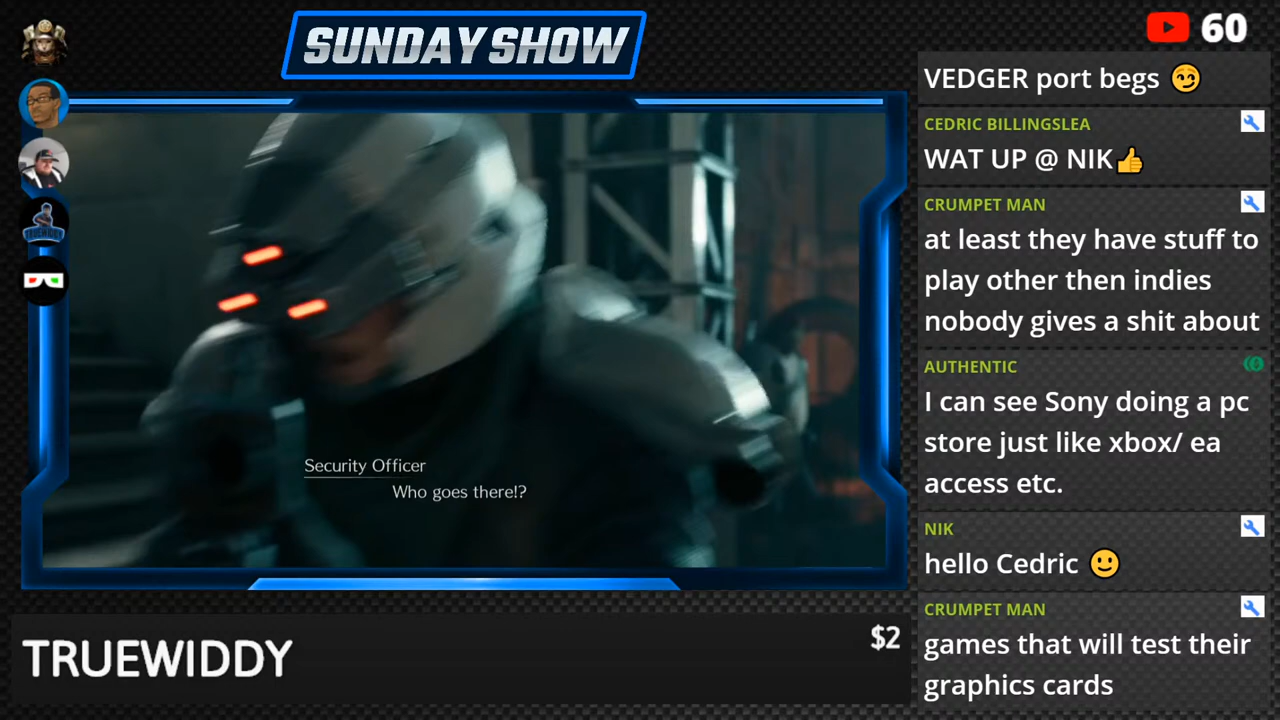 SUNDAY SHOW
60
VEDGER port begs 😏
CEDRIC BILLINGSLEA
WAT UP @ NIK👍
CRUMPET MAN
at least they have stuff to
play other then indies
nobody gives a shit about
AUTHENTIC
I can see Sony doing a pc
store just like xbox/ ea
access etc.
NIK
hello Cedric 🙂
CRUMPET MAN
games that will test their
graphics cards
Security Officer
Who goes there!?
TRUEWIDDY
$2
TRUEWIDDY